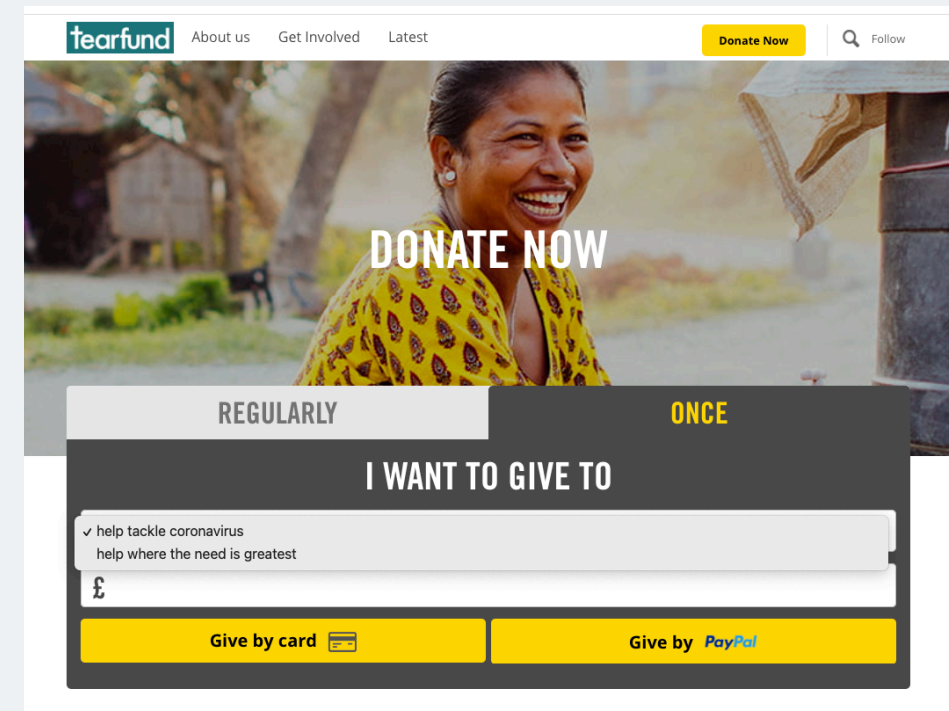 tearfund About us Get Involved Latest Donate Now Follow
DONATE NOW
REGULARLY ONCE
I WANT TO GIVE TO
✓ help tackle coronavirus
help where the need is greatest
£
Give by card Give by PayPal